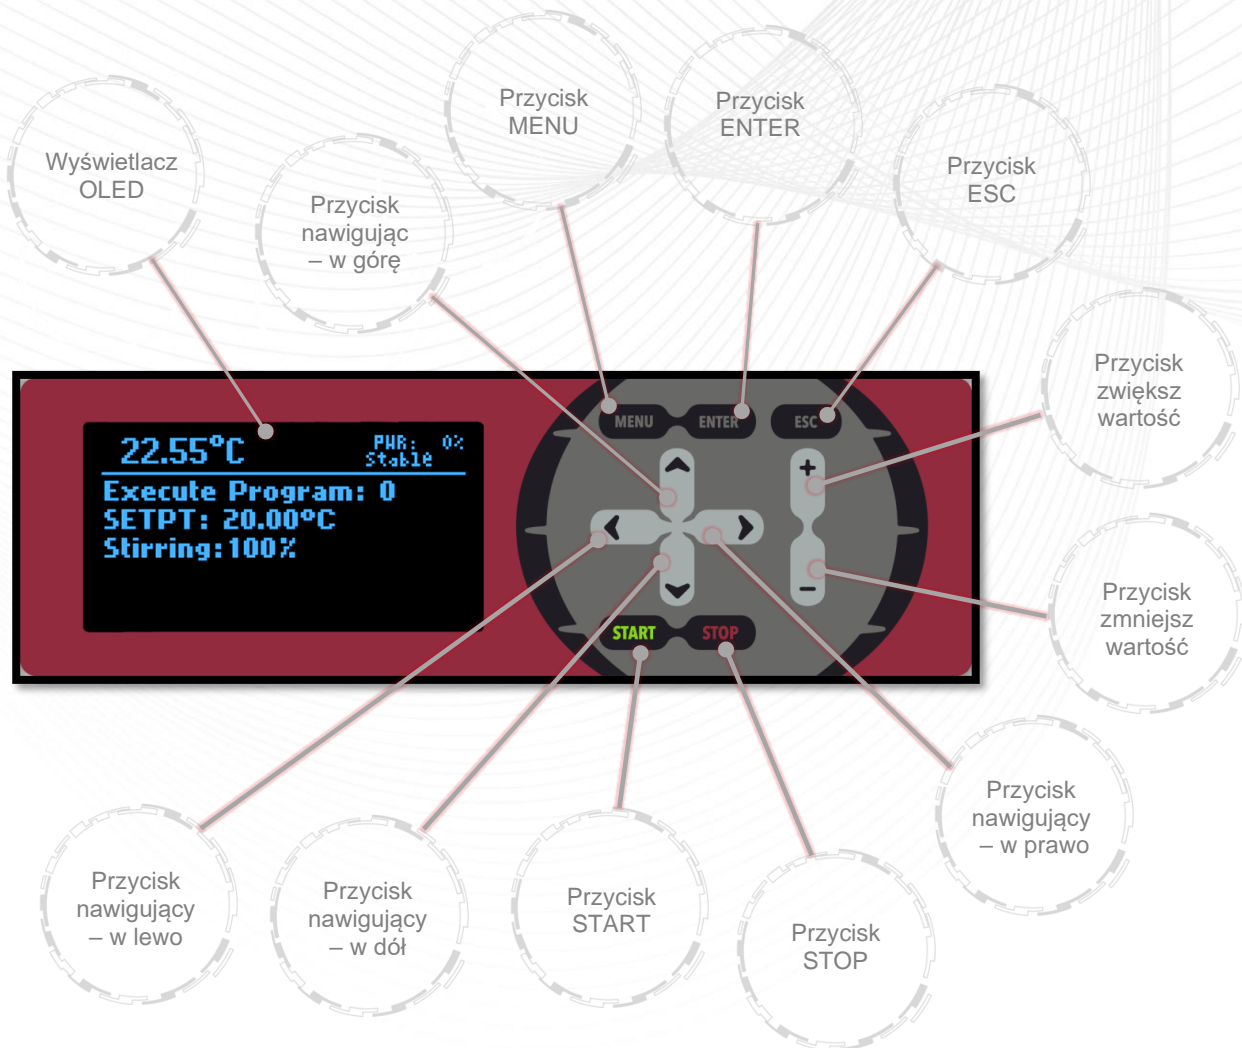 Przycisk
MENU
Przycisk
ENTER
Wyświetlacz
OLED
Przycisk
ESC
Przycisk
nawigując
– w górę
Przycisk
zwiększ
wartość
22.55°C
PWR: 0%
Stable
Execute Program: 0
SETPT: 20.00°C
Stirring:100%
MENU
ENTER
ESC
+
−
START
STOP
Przycisk
zmniejsz
wartość
Przycisk
nawigujący
– w prawo
Przycisk
nawigujący
– w lewo
Przycisk
nawigujący
– w dół
Przycisk
START
Przycisk
STOP